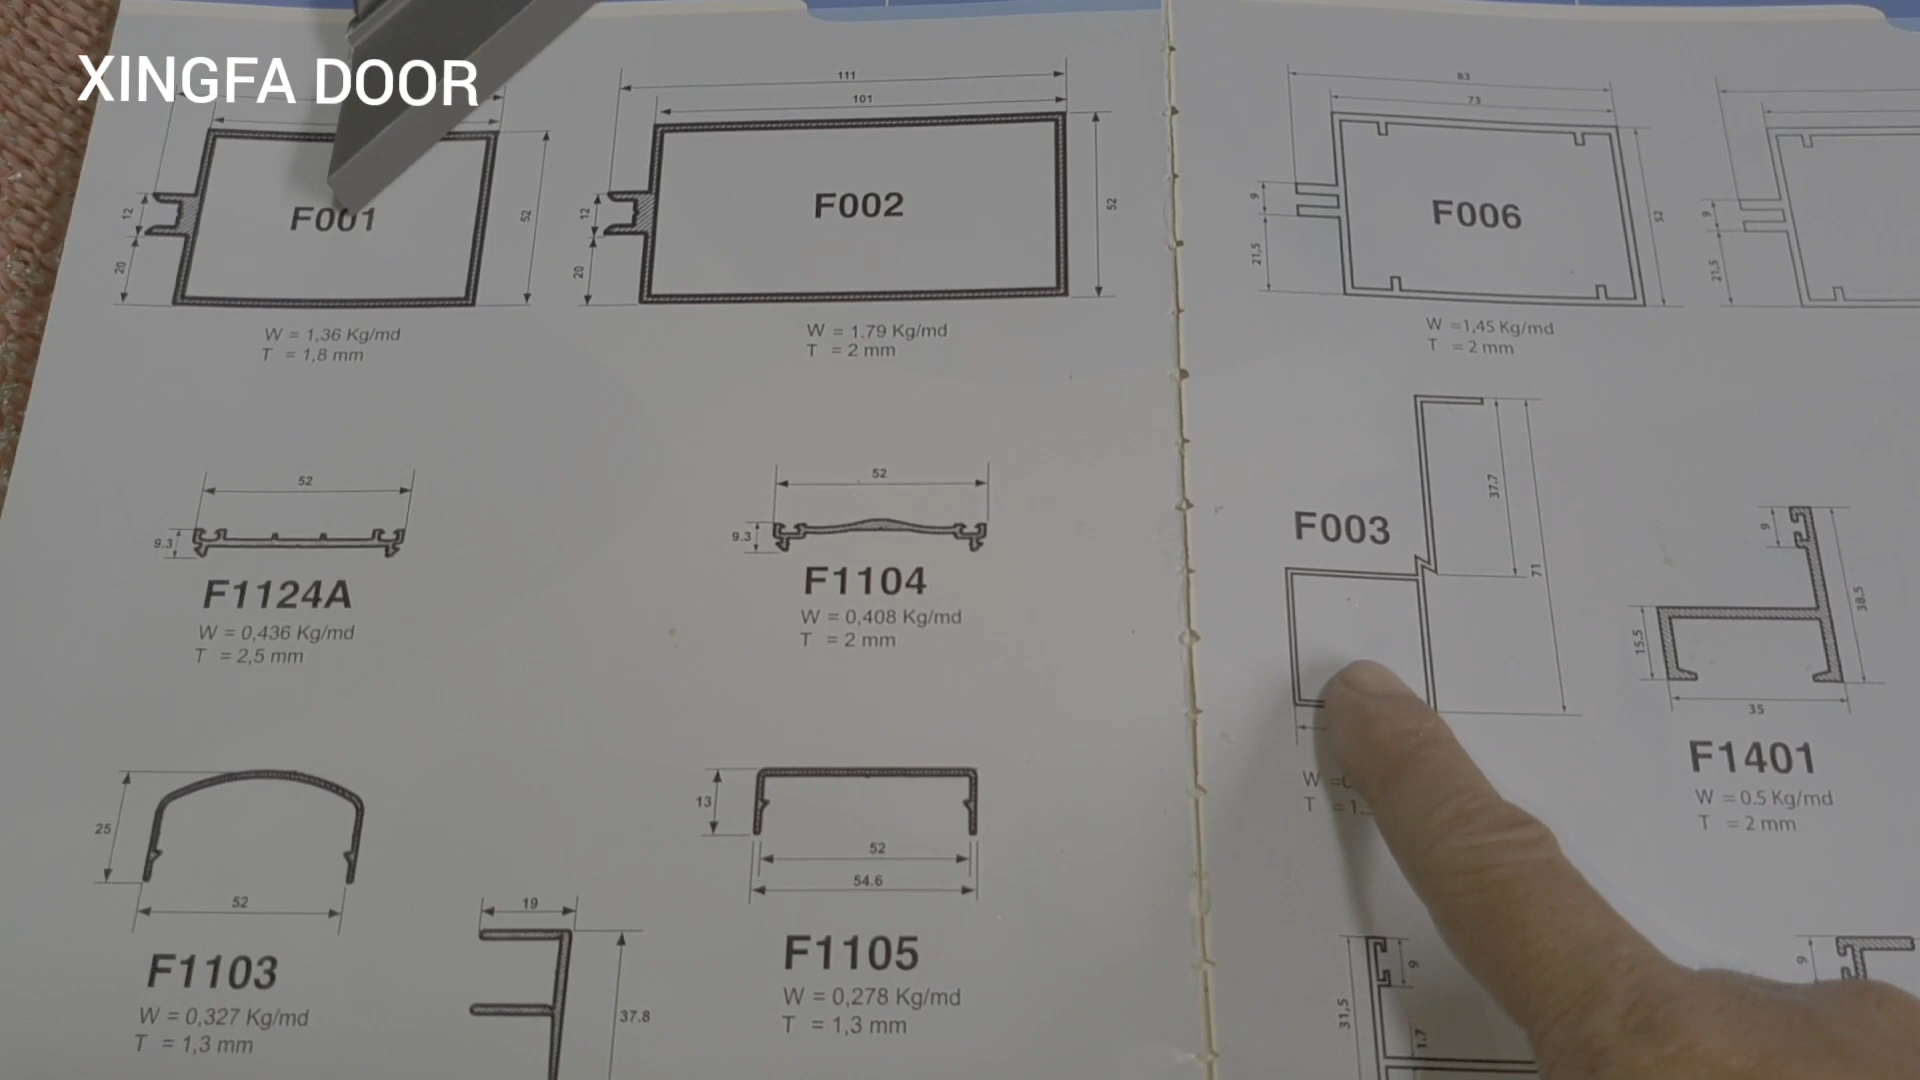 XINGFA DOOR
111
101
12
20
F001
52
W = 1,36 Kg/md
T = 1,8 mm
12
20
F002
52
W = 1.79 Kg/md
T = 2 mm
52
9.3
F1124A
W = 0,436 Kg/md
T = 2,5 mm
52
9.3
F1104
W = 0,408 Kg/md
T = 2 mm
25
52
F1103
W = 0,327 Kg/md
T = 1,3 mm
19
37.8
13
52
54.6
F1105
W = 0,278 Kg/md
T = 1,3 mm
83
73
9
21,5
F006
52
W =1,45 Kg/md
T = 2 mm
9
21,5
F003
37.7
71
W
T
9
38.5
15.5
35
F1401
W = 0.5 Kg/md
T = 2 mm
9
31,5
1.7
9